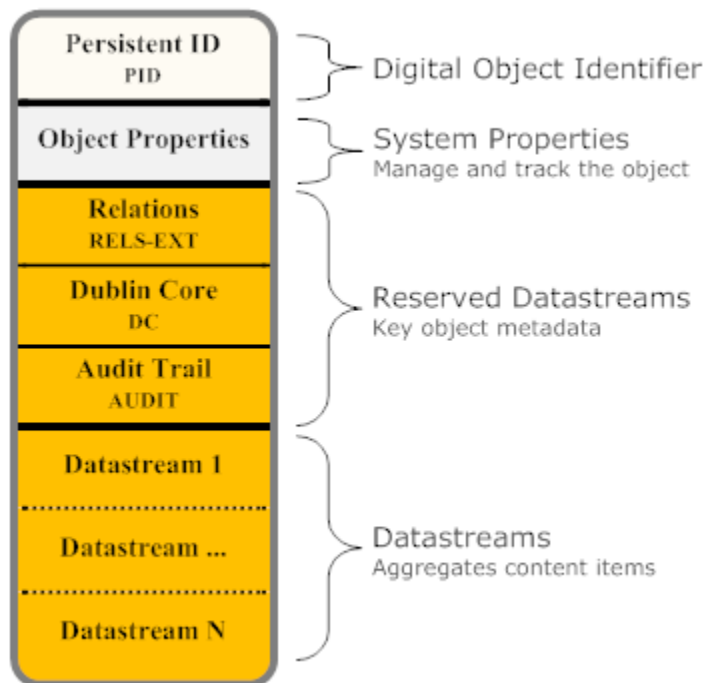 Persistent ID
PID
Digital Object Identifier
Object Properties
System Properties
Manage and track the object
Relations
RELS-EXT
Dublin Core
DC
Audit Trail
AUDIT
Reserved Datastreams
Key object metadata
Datastream 1
Datastream ...
Datastream N
Datastreams
Aggregates content items